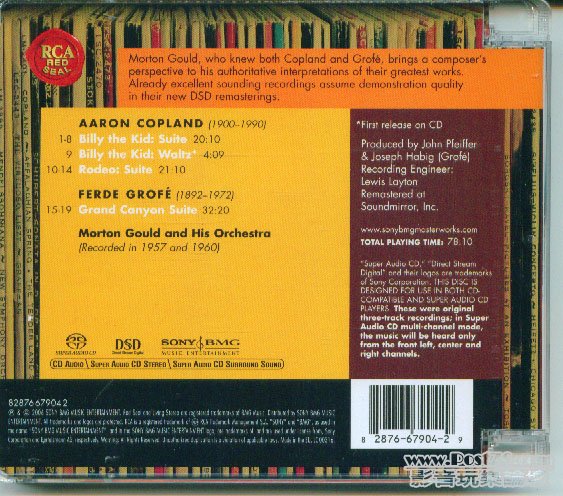 RCA
RED SEAL
Morton Gould, who knew both Copland and Grofé, brings a composer's
perspective to his authoritative interpretations of their greatest works.
Already excellent sounding recordings assume demonstration quality
in their new DSD remasterings.
AARON COPLAND (1900–1990)
1-8 Billy the Kid: Suite 20:10
9 Billy the Kid: Waltz* 4:09
10-14 Rodeo: Suite 21:10
FERDE GROFÉ (1892–1972)
15-19 Grand Canyon Suite 32:20
Morton Gould and His Orchestra
(Recorded in 1957 and 1960)
*First release on CD
Produced by John Pfeiffer
& Joseph Habig (Grofé)
Recording Engineer:
Lewis Layton
Remastered at
Soundmirror, Inc.
www.sonybmgmasterworks.com
TOTAL PLAYING TIME: 78:10
"Super Audio CD," "Direct Stream
Digital" and their logos are trademarks
of Sony Corporation. THIS DISC IS
DESIGNED FOR USE IN BOTH CD-
COMPATIBLE AND SUPER AUDIO CD
PLAYERS. These were original
three-track recordings; in Super
Audio CD multi-channel mode,
the music will be heard only
from the front left, center and
right channels.
SUPER AUDIO CD
DSD
Direct Stream Digital
SONY BMG
MUSIC ENTERTAINMENT
CD AUDIO SUPER AUDIO CD STEREO SUPER AUDIO CD SURROUND SOUND
82876679042
8 28766-67904-2 9